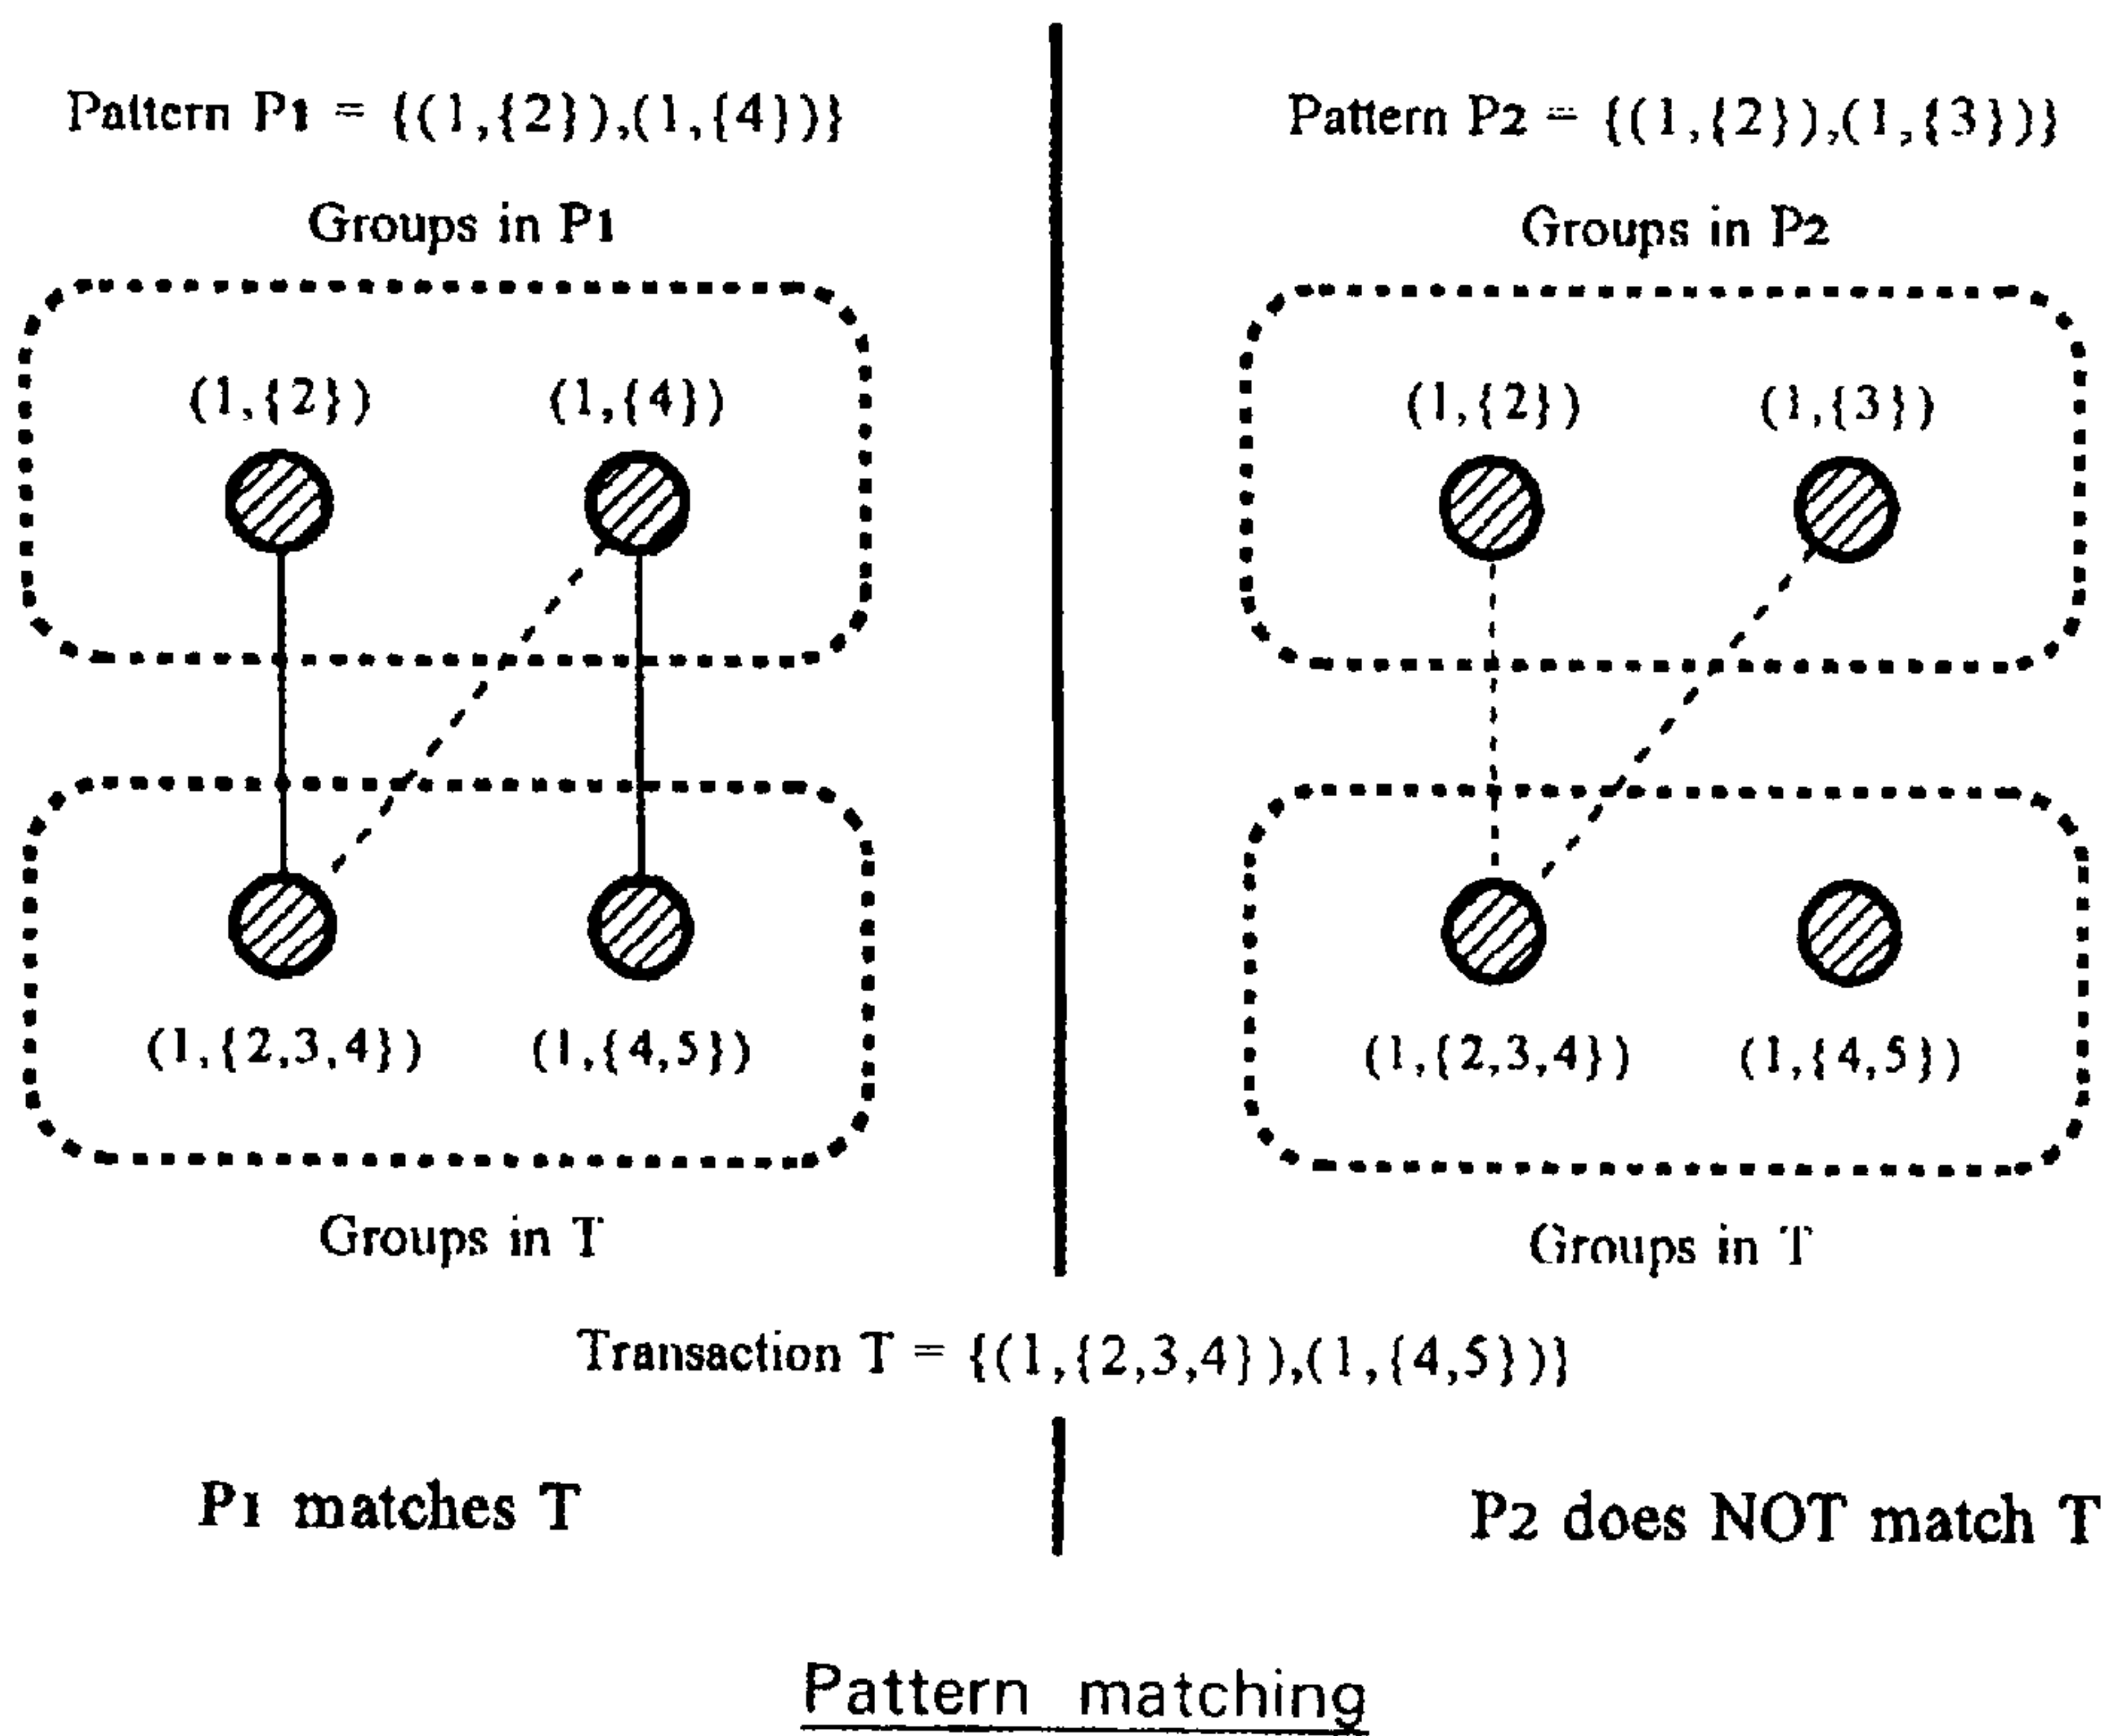 Pattern P1 = {(1,{2}),(1,{4})}
Groups in P1
(1,{2}) (1,{4})
(1,{2,3,4}) (1,{4,5})
Groups in T
Pattern P2 = {(1,{2}),(1,{3})}
Groups in P2
(1,{2}) (1,{3})
(1,{2,3,4}) (1,{4,5})
Groups in T
Transaction T = {(1,{2,3,4}),(1,{4,5})}
P1 matches T
P2 does NOT match T
Pattern matching